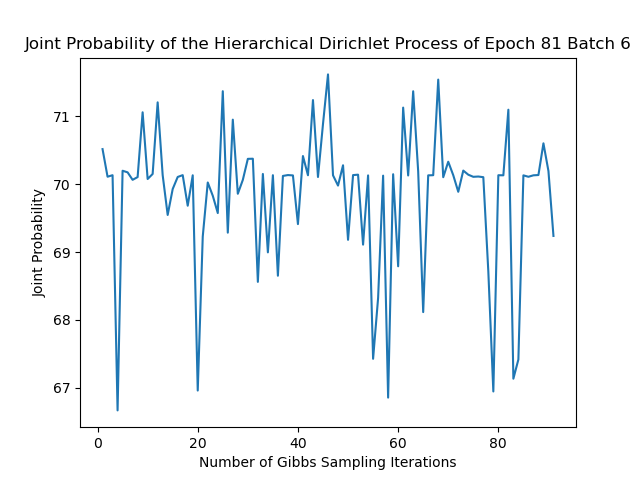 Joint Probability of the Hierarchical Dirichlet Process of Epoch 81 Batch 6
71
70
69
68
67
Joint Probability
0 20 40 60 80
Number of Gibbs Sampling Iterations